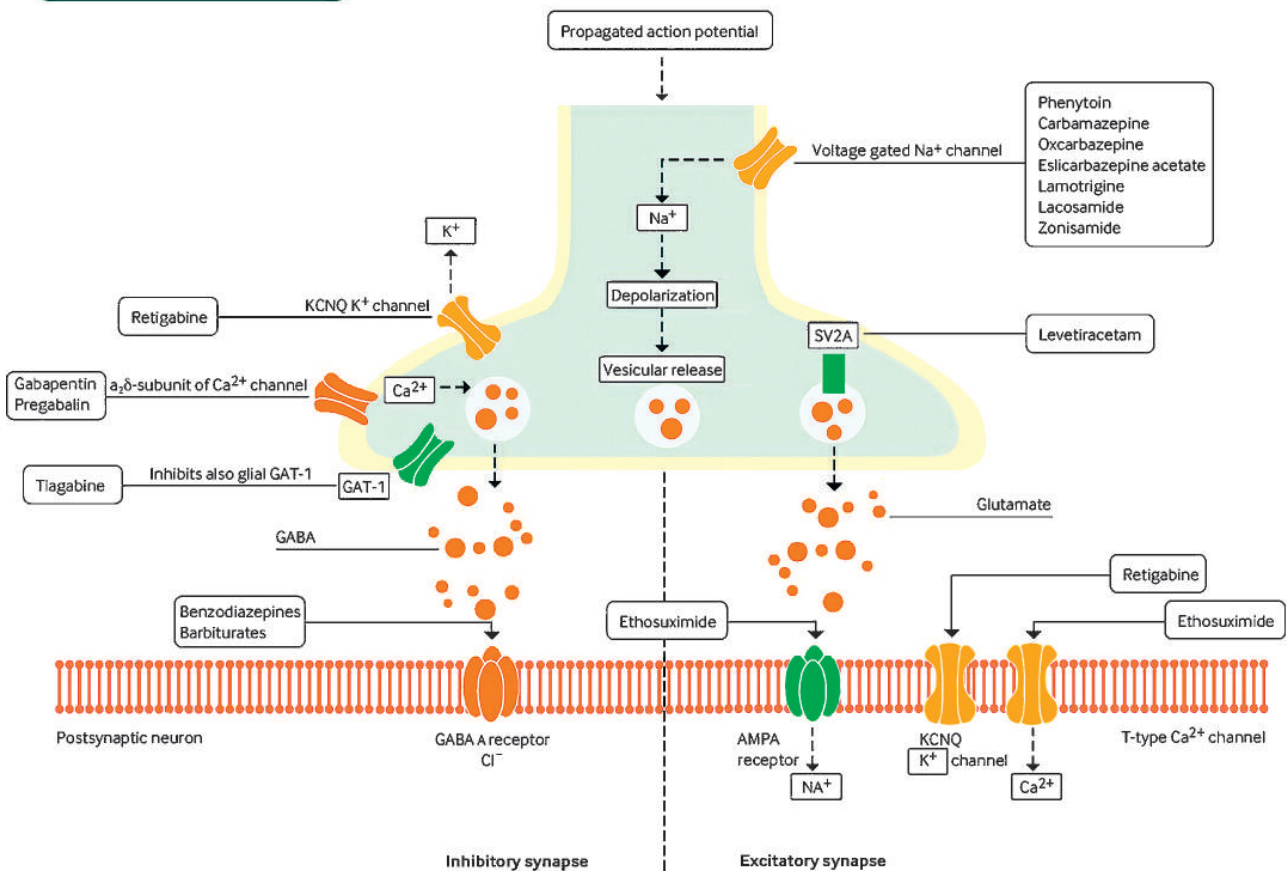 Propagated action potential
Phenytoin
Carbamazepine
Oxcarbazepine
Eslicarbazepine acetate
Lamotrigine
Lacosamide
Zonisamide
Voltage gated Na⁺ channel
Na⁺
K⁺
Depolarization
KCNQ K⁺ channel
Retigabine
SV2A
Levetiracetam
Vesicular release
Gabapentin
Pregabalin
a₂δ-subunit of Ca²⁺ channel
Ca²⁺
Tiagabine
Inhibits also glial GAT-1
GAT-1
Glutamate
GABA
Retigabine
Benzodiazepines
Barbiturates
Ethosuximide
Ethosuximide
Postsynaptic neuron
GABA A receptor
Cl⁻
AMPA
receptor
NA⁺
KCNQ
K⁺ channel
Ca²⁺
T-type Ca²⁺ channel
Inhibitory synapse
Excitatory synapse